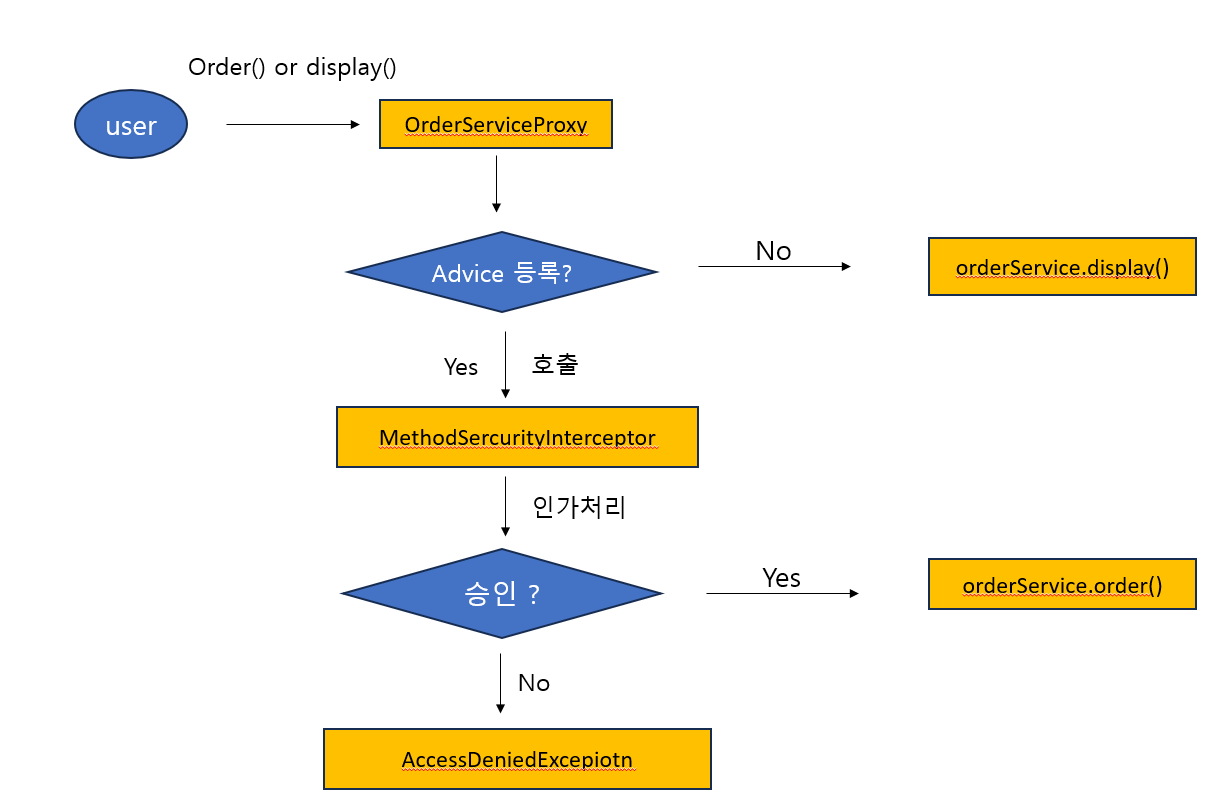 Order() or display()
user
OrderServiceProxy
Advice 등록?
No
orderService.display()
Yes
호출
MethodSercurityInterceptor
인가처리
승인 ?
Yes
orderService.order()
No
AccessDeniedExcepiotn